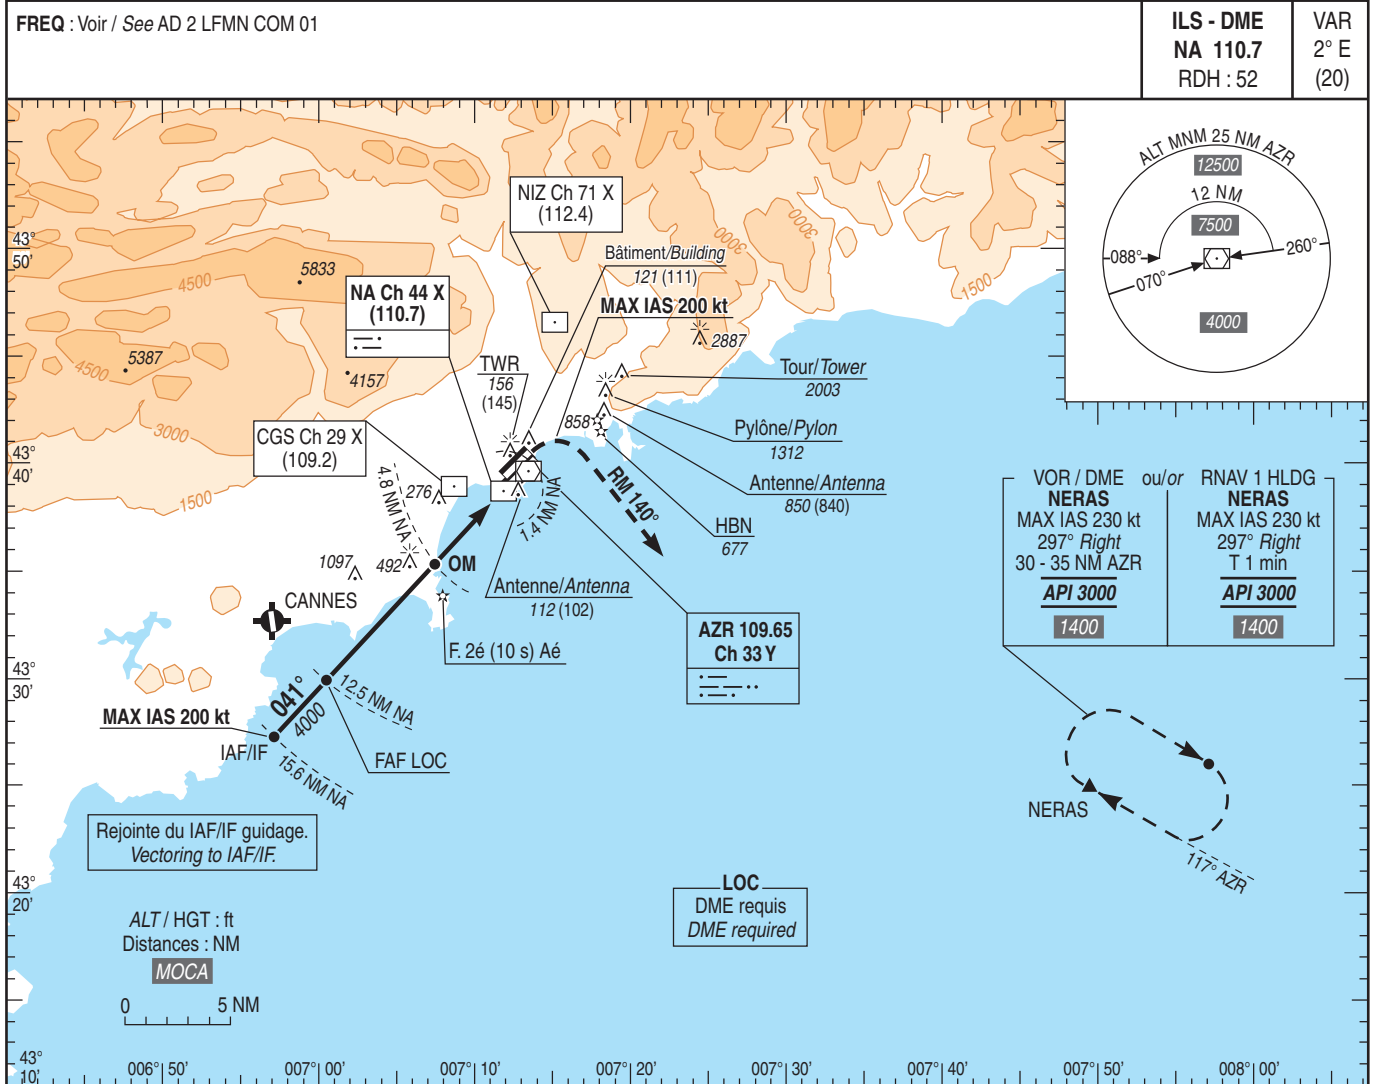 FREQ : Voir / See AD 2 LFMN COM 01
ILS - DME
NA 110.7
RDH : 52
VAR
2° E
(20)
ALT MNM 25 NM AZR
12500
12 NM
7500
088°
070°
260°
4000
NIZ Ch 71 X
(112.4)
3000
3000
1500
43°
50'
5833
4500
Bâtiment/Building
121 (111)
NA Ch 44 X
(110.7)
MAX IAS 200 kt
2887
5387
4500
4157
TWR
156
(145)
Tour/Tower
2003
858
Pylône/Pylon
1312
3000
CGS Ch 29 X
(109.2)
43°
40'
1500
4.8 NM NA
276
1.4 NM NA
RM 140°
Antenne/Antenna
850 (840)
HBN
677
VOR / DME
NERAS
MAX IAS 230 kt
297° Right
30 - 35 NM AZR
API 3000
1400
ou/or
RNAV 1 HLDG
NERAS
MAX IAS 230 kt
297° Right
T 1 min
API 3000
1400
1097
492
OM
Antenne/Antenna
112 (102)
CANNES
F. 2é (10 s) Aé
AZR 109.65
Ch 33 Y
43°
30'
041°
4000
12.5 NM NA
MAX IAS 200 kt
IAF/IF
15.6 NM NA
FAF LOC
NERAS
117° AZR
Rejointe du IAF/IF guidage.
Vectoring to IAF/IF.
43°
20'
LOC
DME requis
DME required
ALT / HGT : ft
Distances : NM
MOCA
0
5 NM
43°
10'
006° 50'
007° 00'
007° 10'
007° 20'
007° 30'
007° 40'
007° 50'
008° 00'